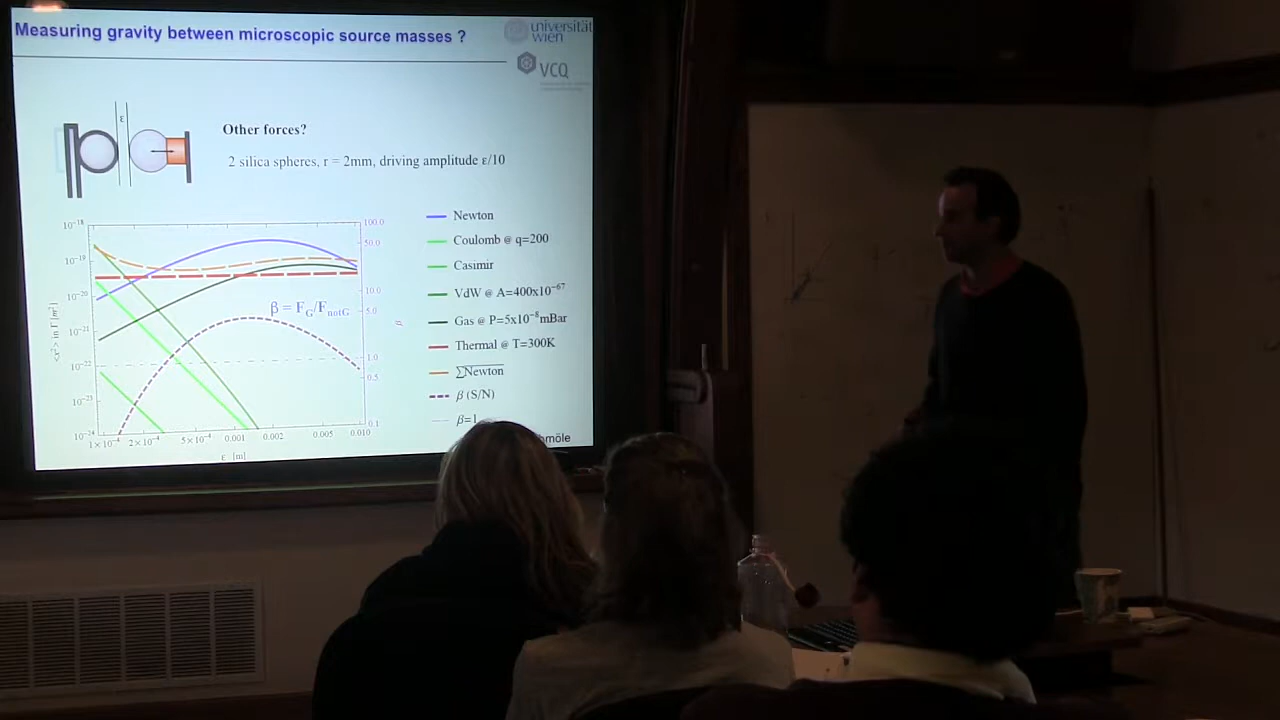 Measuring gravity between microscopic source masses ?
universität
wien
VCQ
ε
Other forces?
2 silica spheres, r = 2mm, driving amplitude ε/10
10⁻¹⁸
10⁻¹⁹
10⁻²⁰
10⁻²¹
10⁻²²
10⁻²³
10⁻²⁴
100.0
50.0
10.0
5.0
1.0
0.5
0.1
β = F_G/F_notG
1×10⁻⁴ 2×10⁻⁴ 5×10⁻⁴ 0.001 0.002 0.005 0.010
ε [m]
Newton
Coulomb @ q=200
Casimir
VdW @ A=400x10⁻⁶⁷
Gas @ P=5x10⁻⁸mBar
Thermal @ T=300K
∑Newton
β (S/N)
β=1